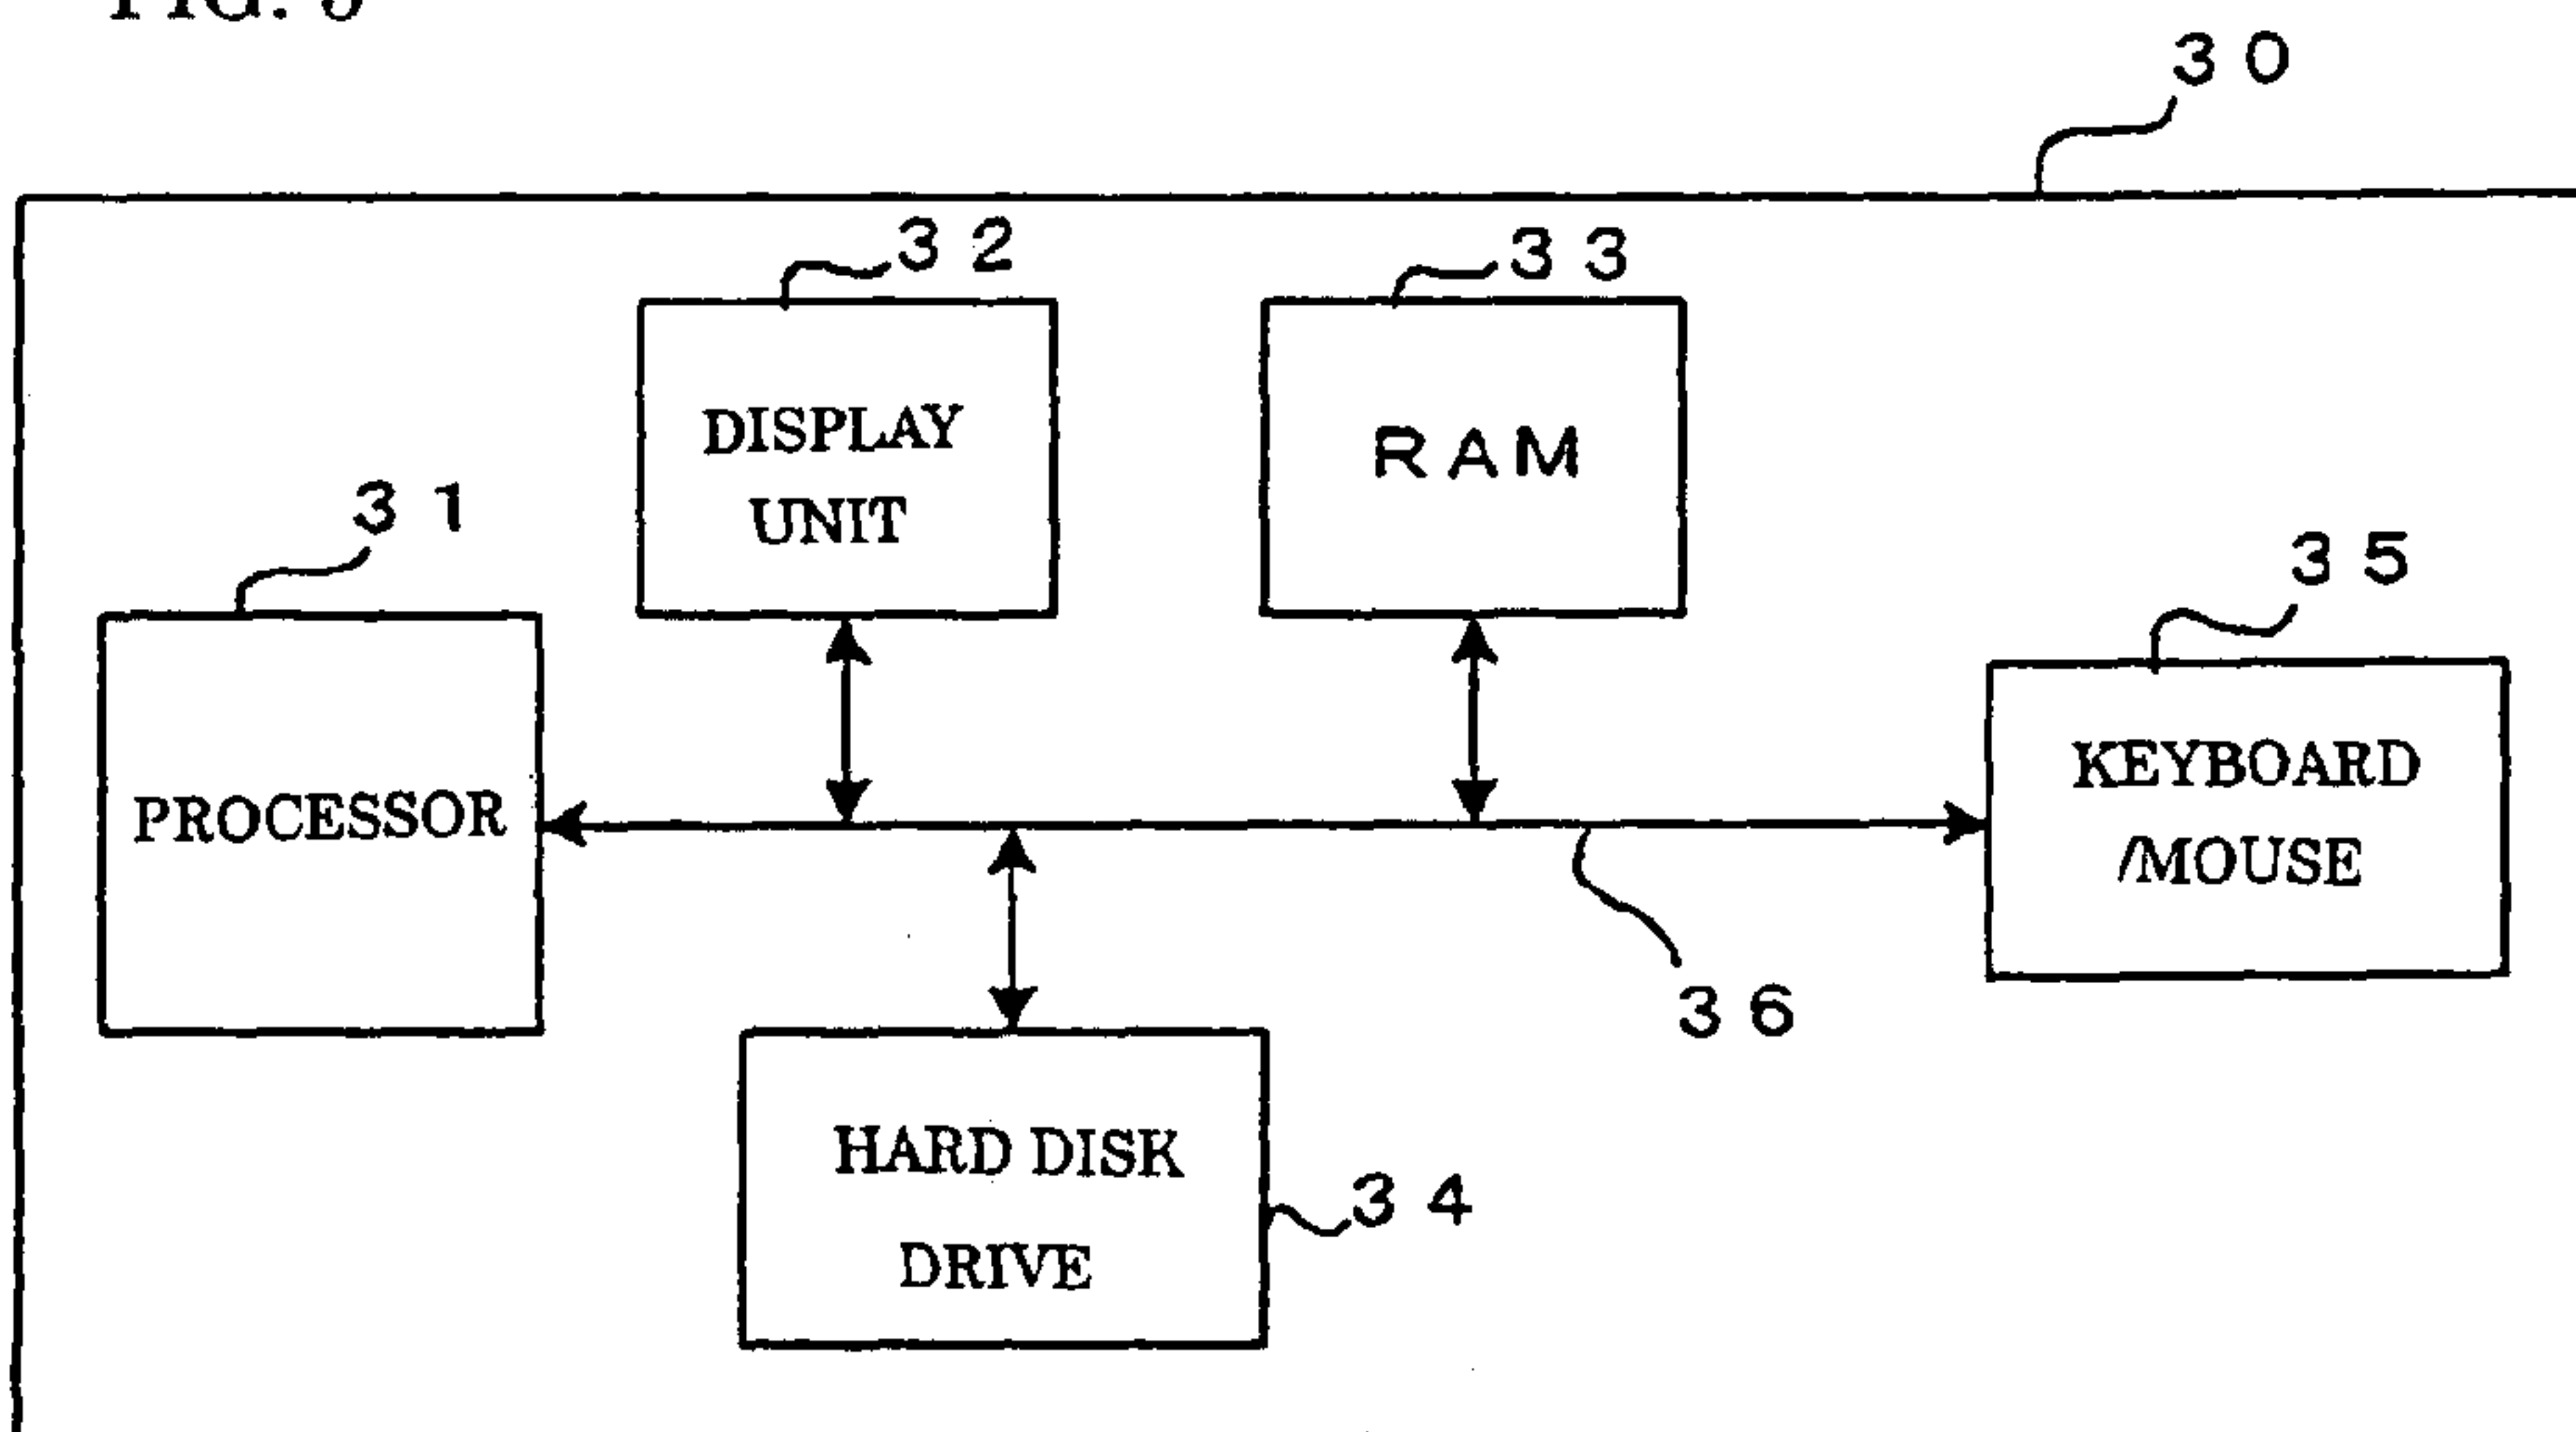 30
32
33
DISPLAY
UNIT
RAM
31
35
PROCESSOR
KEYBOARD
/MOUSE
36
HARD DISK
DRIVE
34